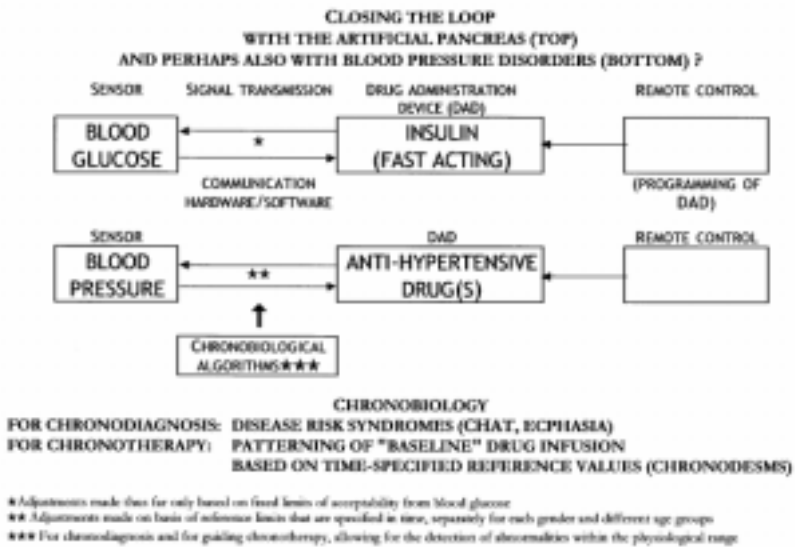 CLOSING THE LOOP
WITH THE ARTIFICIAL PANCREAS (TOP)
AND PERHAPS ALSO WITH BLOOD PRESSURE DISORDERS (BOTTOM) ?
SENSOR
SIGNAL TRANSMISSION
DRUG ADMINISTRATION
DEVICE (DAD)
REMOTE CONTROL
BLOOD
GLUCOSE
*
INSULIN
(FAST ACTING)
COMMUNICATION
HARDWARE/SOFTWARE
(PROGRAMMING OF
DAD)
SENSOR
DAD
REMOTE CONTROL
BLOOD
PRESSURE
**
ANTI-HYPERTENSIVE
DRUG(S)
CHRONOBIOLOGICAL
ALGORITHMS***
CHRONOBIOLOGY
FOR CHRONODIAGNOSIS: DISEASE RISK SYNDROMES (CHAT, ECPHASIA)
FOR CHRONOTHERAPY: PATTERNING OF "BASELINE" DRUG INFUSION
BASED ON TIME-SPECIFIED REFERENCE VALUES (CHRONODESMS)
*Adjustments made thus far only based on fixed limits of acceptability from blood glucose
** Adjustments made on basis of reference limits that are specified in time, separately for each gender and different age groups
*** For chronodiagnosis and for guiding chronotherapy, allowing for the detection of abnormalities within the physiological range